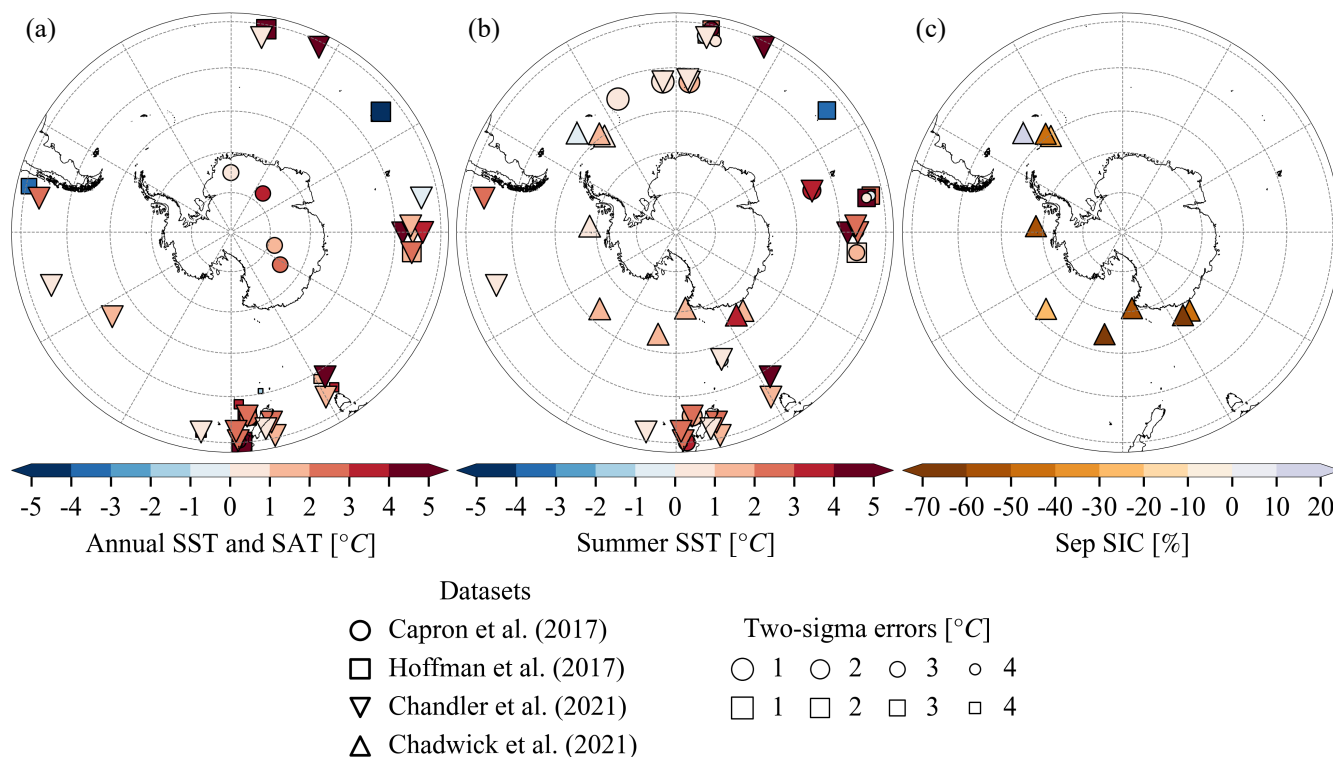 (a) (b) (c)
-5 -4 -3 -2 -1 0 1 2 3 4 5 -5 -4 -3 -2 -1 0 1 2 3 4 5 -70 -60 -50 -40 -30 -20 -10 0 10 20
Annual SST and SAT [°C] Summer SST [°C] Sep SIC [%]
Datasets
Capron et al. (2017)
Hoffman et al. (2017)
Chandler et al. (2021)
Chadwick et al. (2021)
Two-sigma errors [°C]
1 2 3 4
1 2 3 4